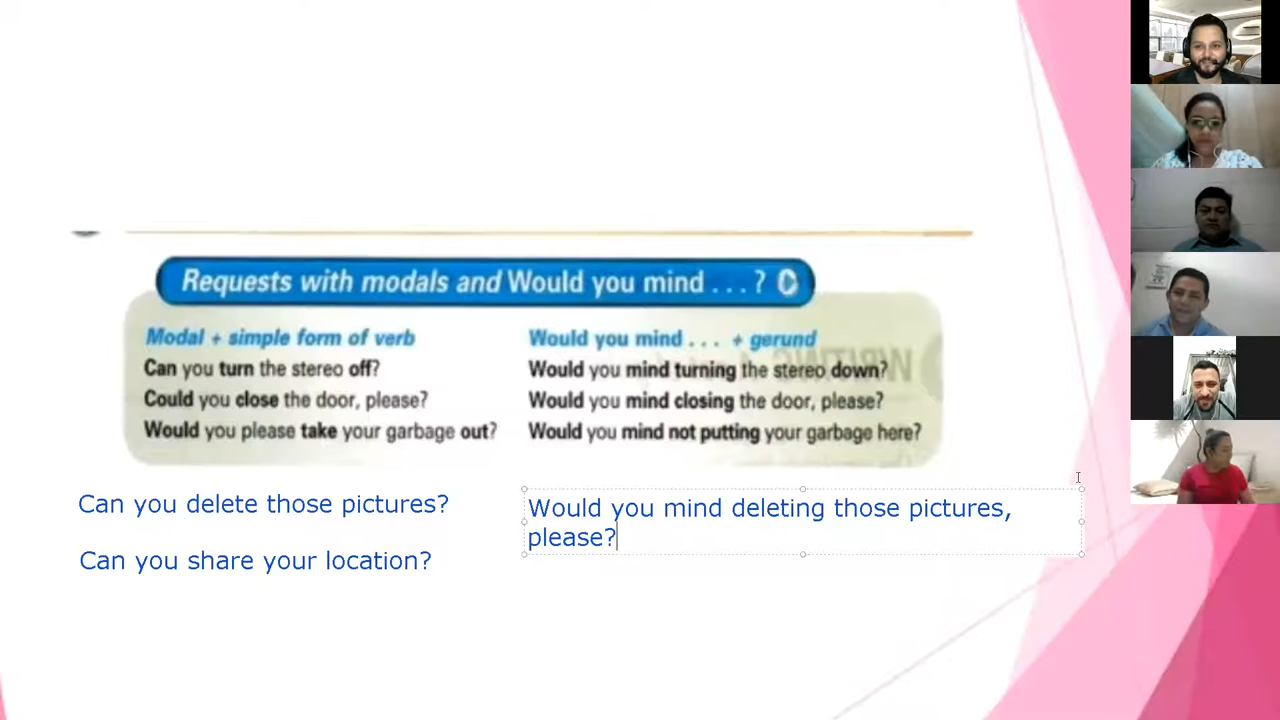 Requests with modals and Would you mind . . . ?
Modal + simple form of verb
Can you turn the stereo off?
Could you close the door, please?
Would you please take your garbage out?
Would you mind . . . + gerund
Would you mind turning the stereo down?
Would you mind closing the door, please?
Would you mind not putting your garbage here?
Can you delete those pictures?
Can you share your location?
Would you mind deleting those pictures,
please?